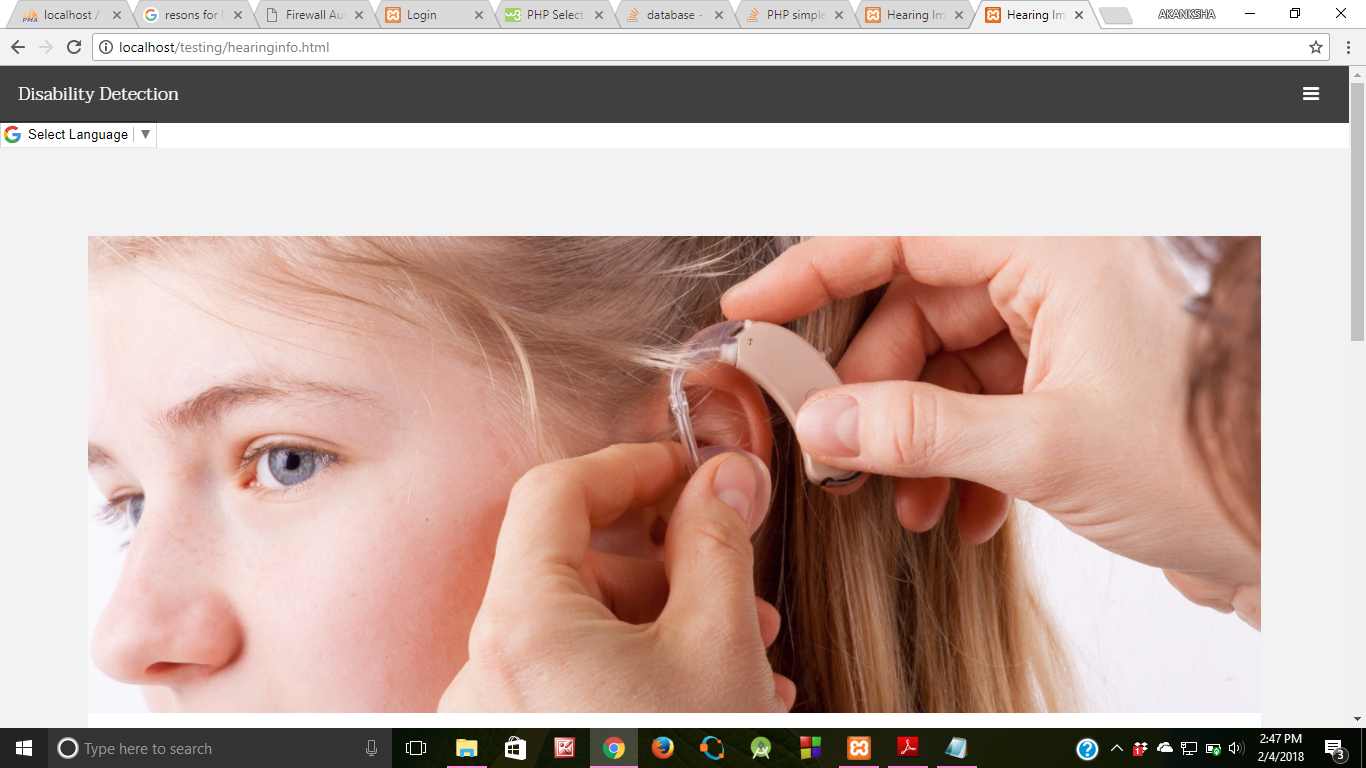 localhost /
resons for
Firewall Au
Login
PHP Select
database -
PHP simple
Hearing Im
Hearing Im
AKANKSHA
localhost/testing/hearinginfo.html
Disability Detection
Select Language
Type here to search
2:47 PM
2/4/2018
3